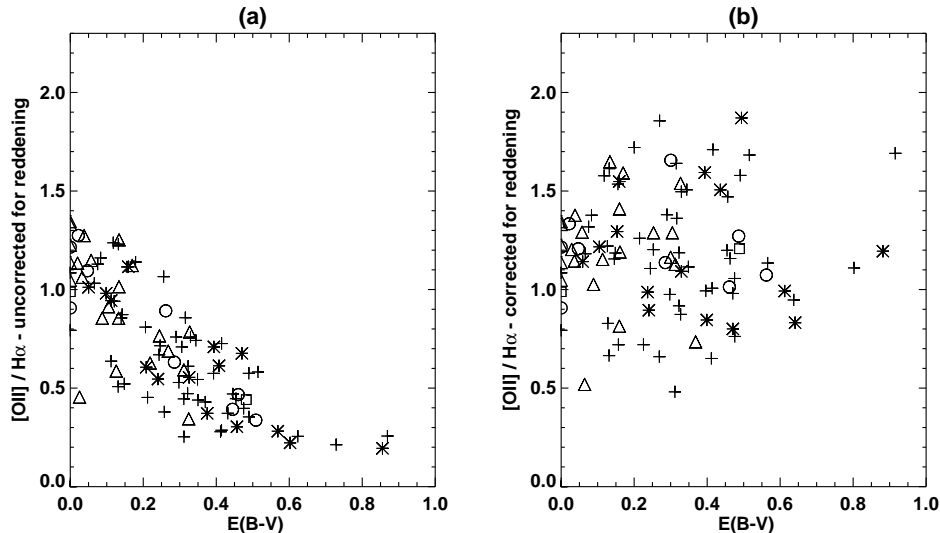 (a)
(b)
[OII] / Hα - uncorrected for reddening
2.0
1.5
1.0
0.5
0.0
0.0 0.2 0.4 0.6 0.8 1.0
E(B-V)
[OII] / Hα - corrected for reddening
2.0
1.5
1.0
0.5
0.0
0.0 0.2 0.4 0.6 0.8 1.0
E(B-V)